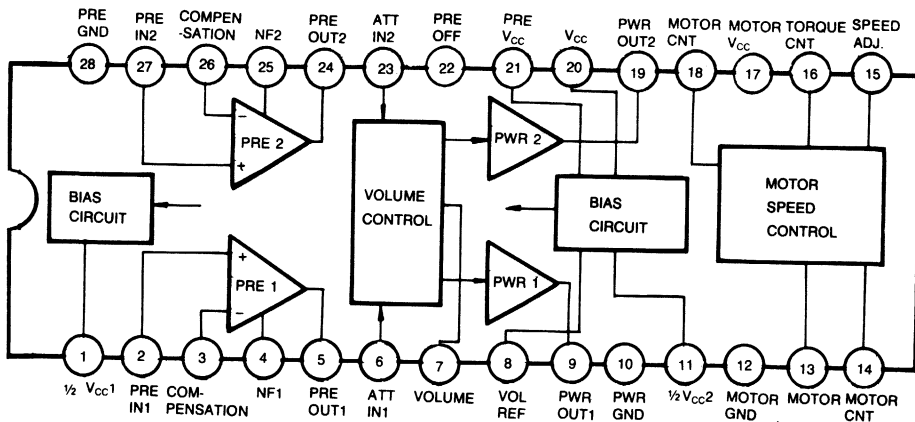 PRE GND
PRE IN2
COMPEN -SATION
NF2
PRE OUT2
ATT IN2
PRE OFF
PRE VCC
VCC
PWR OUT2
MOTOR CNT
MOTOR VCC
TORQUE CNT
SPEED ADJ.
28
27
26
25
24
23
22
21
20
19
18
17
16
15
−
PRE 2
+
PWR 2
BIAS CIRCUIT
VOLUME CONTROL
BIAS CIRCUIT
MOTOR SPEED CONTROL
+
PRE 1
−
PWR 1
1
2
3
4
5
6
7
8
9
10
11
12
13
14
½ VCC1
PRE IN1
COM- PENSATION
NF1
PRE OUT1
ATT IN1
VOLUME
VOL REF
PWR OUT1
PWR GND
½VCC2
MOTOR GND
MOTOR
MOTOR CNT